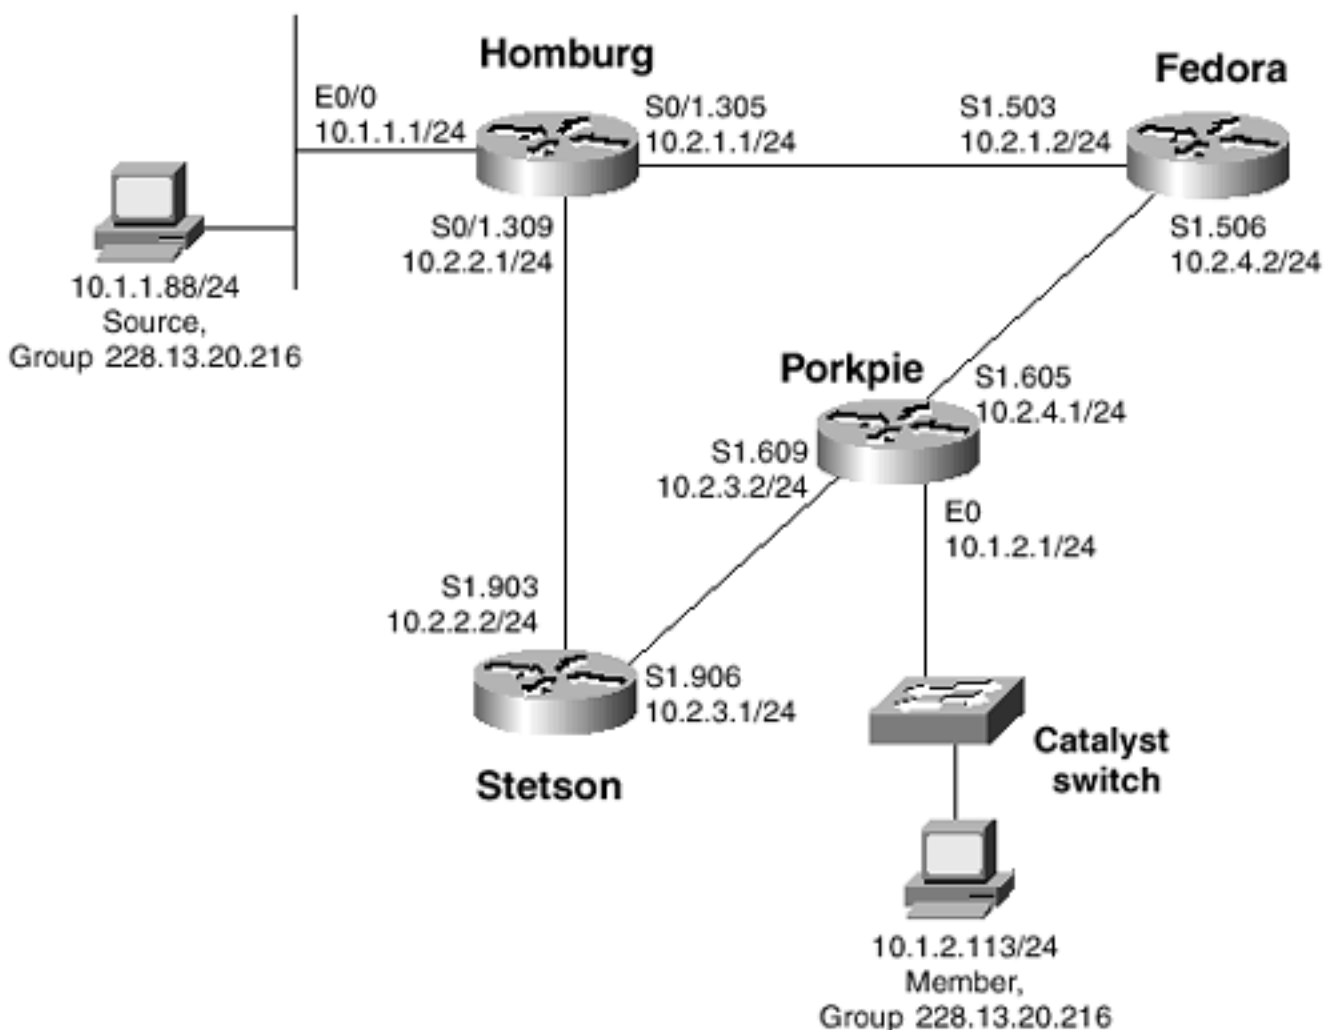 Homburg
Fedora
E0/0
10.1.1.1/24
S0/1.305
10.2.1.1/24
S1.503
10.2.1.2/24
S0/1.309
10.2.2.1/24
S1.506
10.2.4.2/24
10.1.1.88/24
Source,
Group 228.13.20.216
Porkpie
S1.605
10.2.4.1/24
S1.609
10.2.3.2/24
E0
10.1.2.1/24
S1.903
10.2.2.2/24
S1.906
10.2.3.1/24
Stetson
Catalyst
switch
10.1.2.113/24
Member,
Group 228.13.20.216